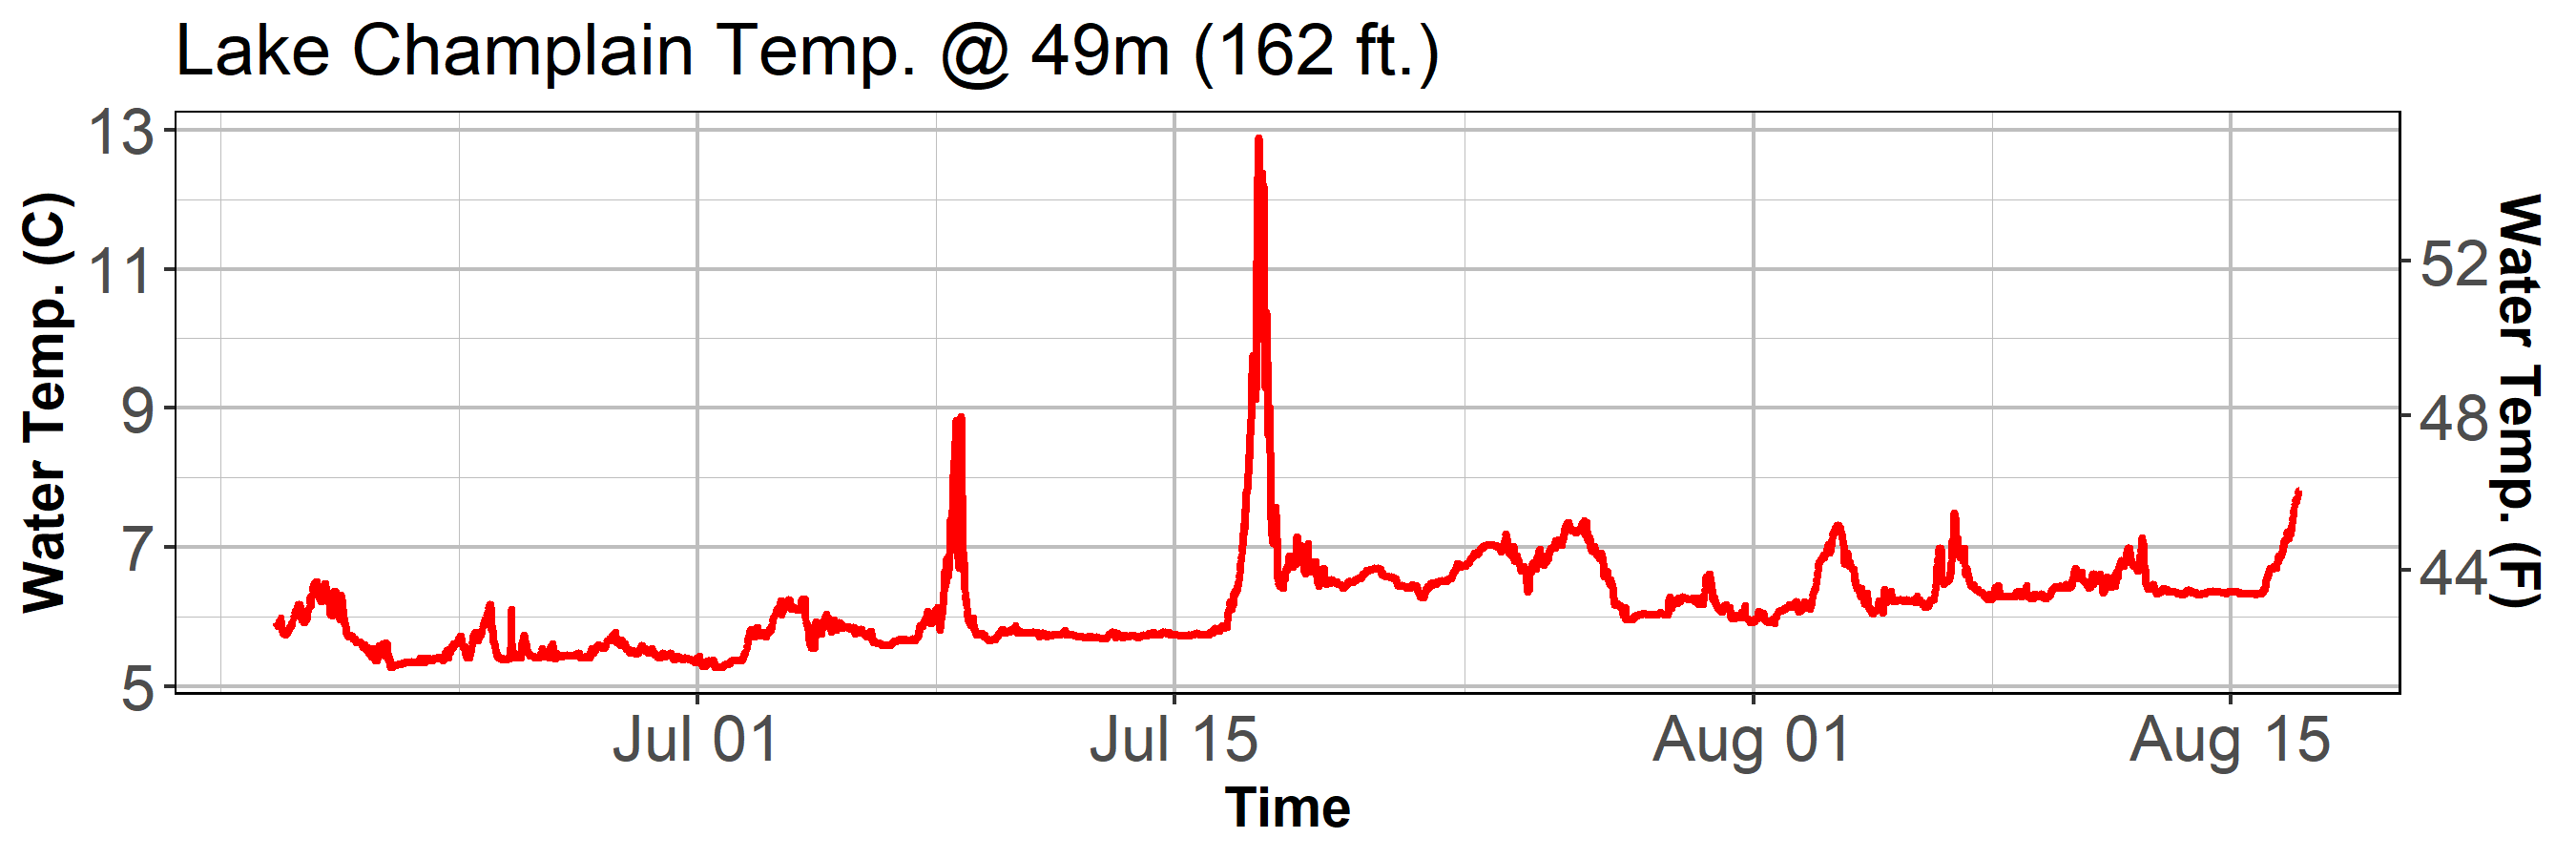 Lake Champlain Temp. @ 49m (162 ft.)
Water Temp. (C)
13
11
9
7
5
52
48
44
Water Temp. (F)
Jul 01
Jul 15
Aug 01
Aug 15
Time